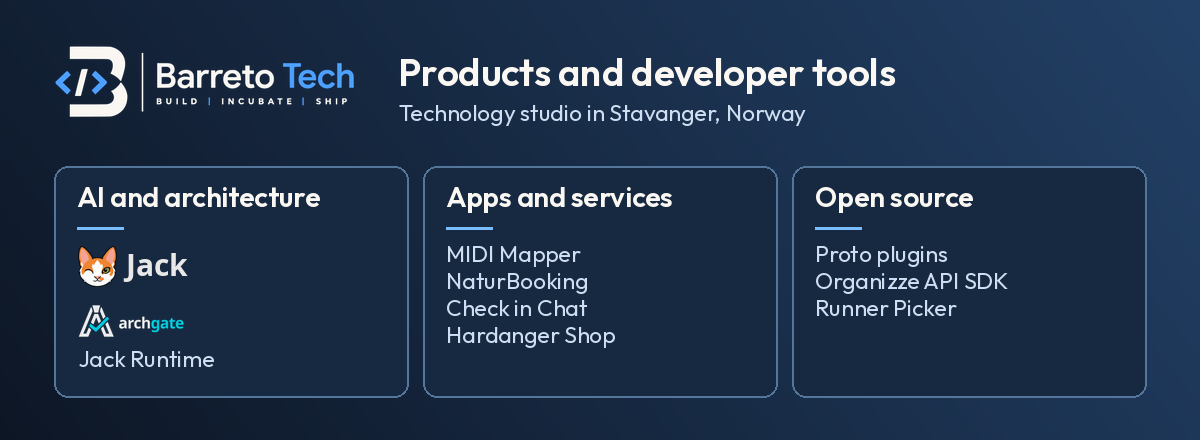 Barreto Tech
BUILD | INCUBATE | SHIP
Products and developer tools
Technology studio in Stavanger, Norway
AI and architecture
Jack
archgate
Jack Runtime
Apps and services
MIDI Mapper
NaturBooking
Check in Chat
Hardanger Shop
Open source
Proto plugins
Organizze API SDK
Runner Picker